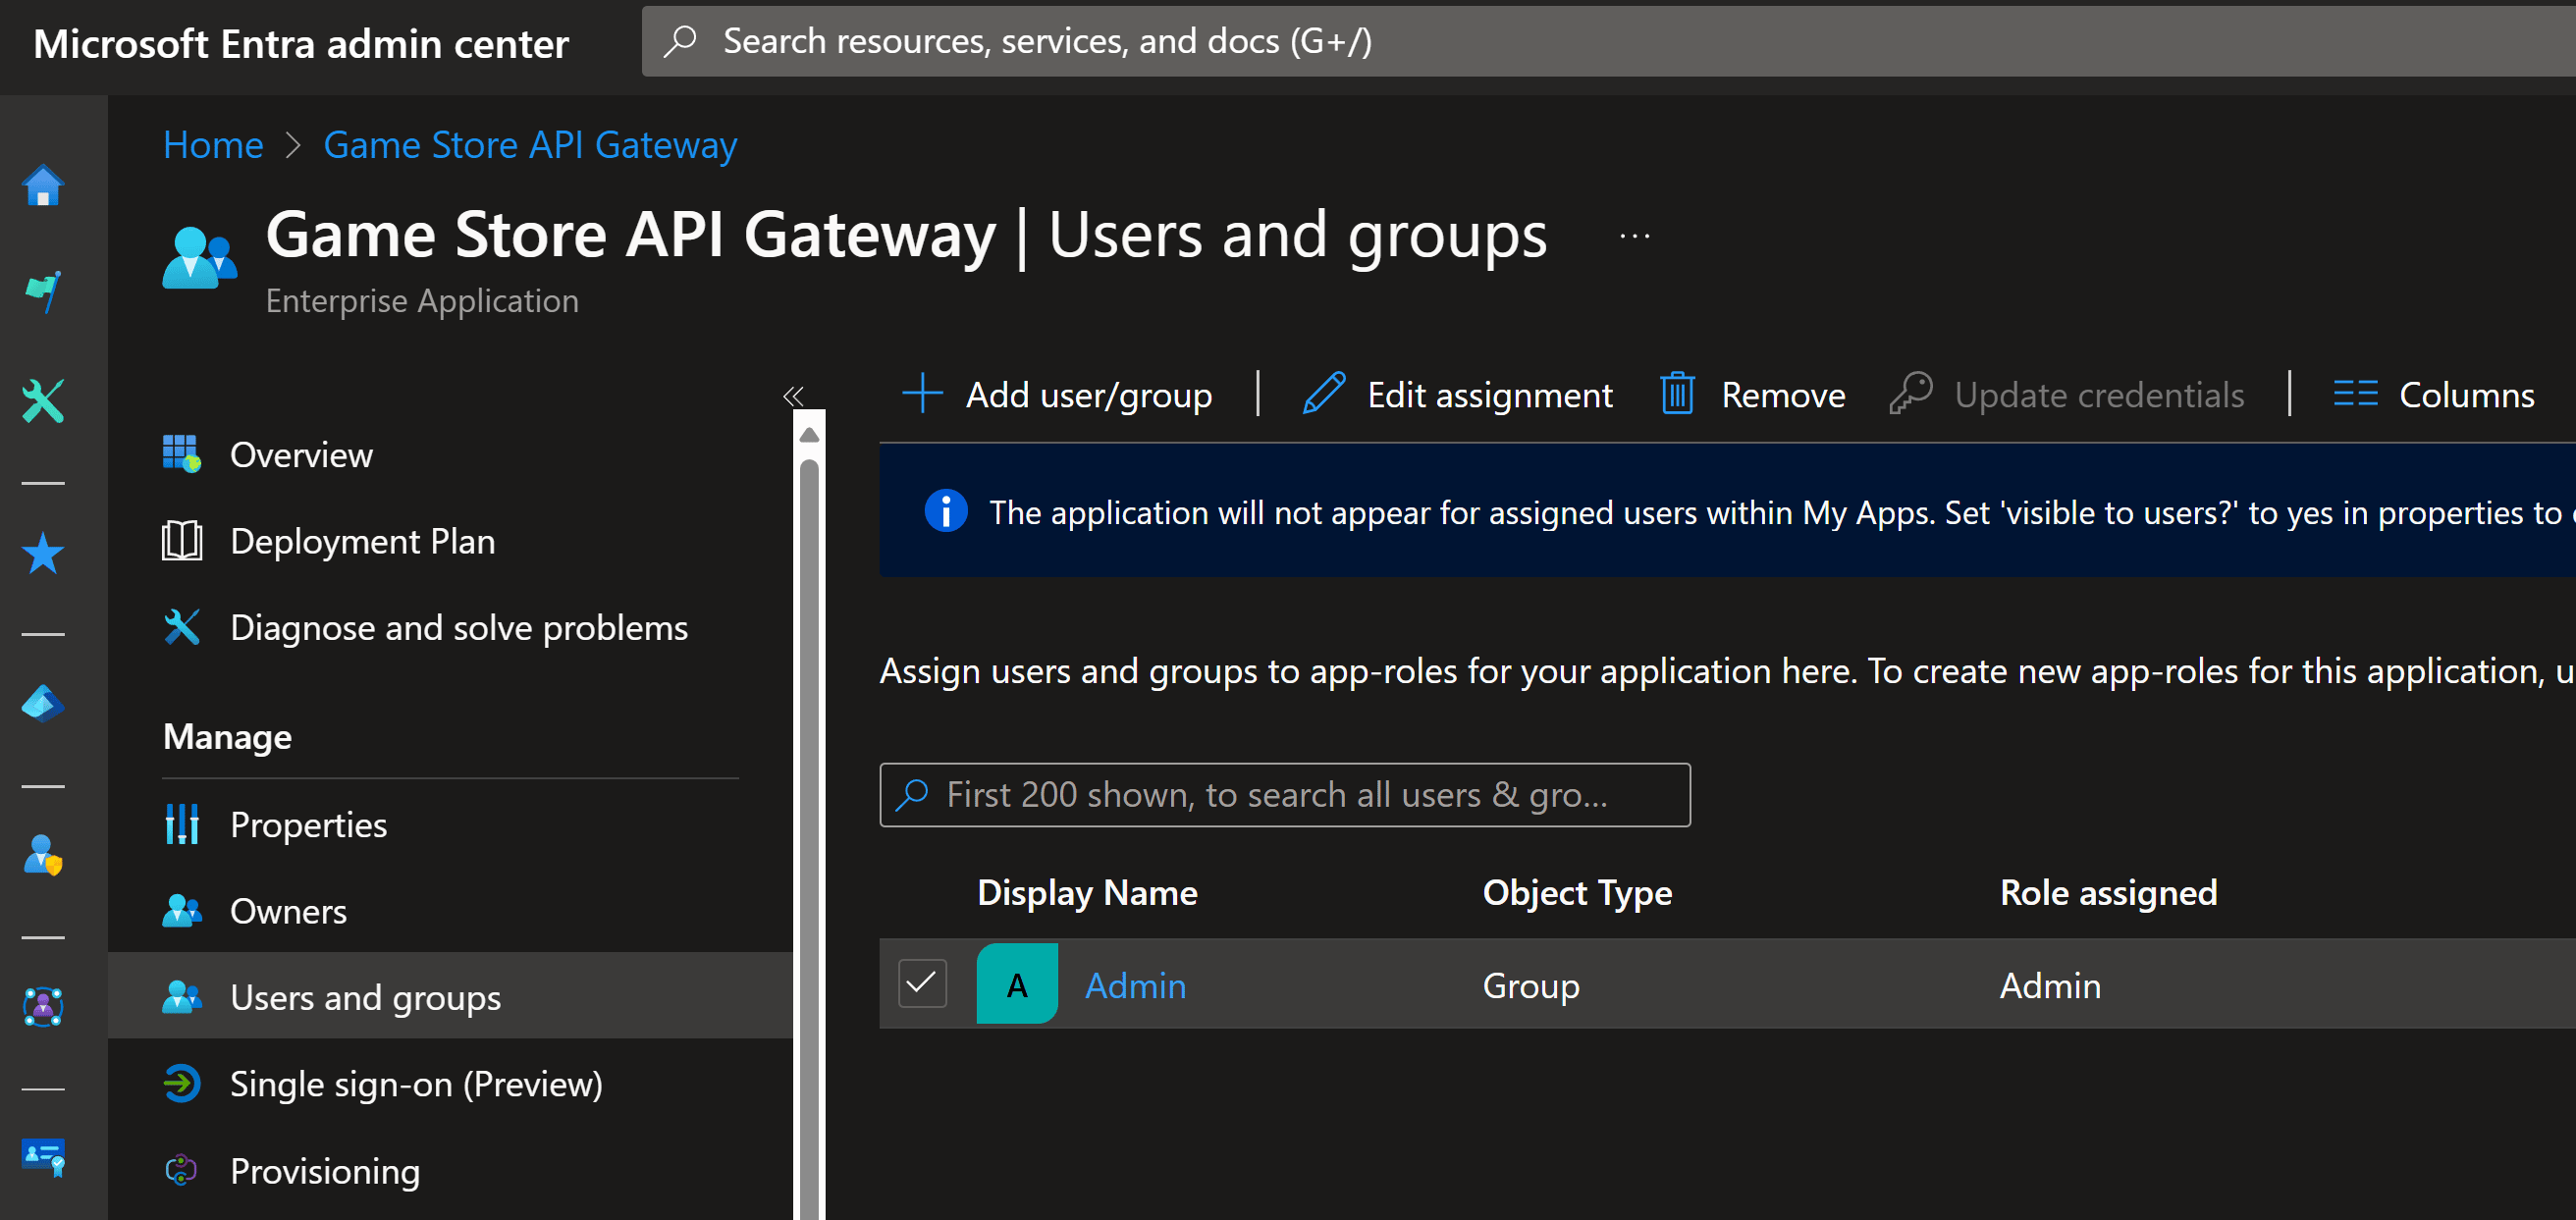 Microsoft Entra admin center
Search resources, services, and docs (G+/)
Home > Game Store API Gateway
Game Store API Gateway | Users and groups ...
Enterprise Application
Overview
Deployment Plan
Diagnose and solve problems
Manage
Properties
Owners
Users and groups
Single sign-on (Preview)
Provisioning
Add user/group | Edit assignment Remove Update credentials | Columns
The application will not appear for assigned users within My Apps. Set 'visible to users?' to yes in properties to
Assign users and groups to app-roles for your application here. To create new app-roles for this application,
First 200 shown, to search all users & gro...
Display Name Object Type Role assigned
A Admin Group Admin